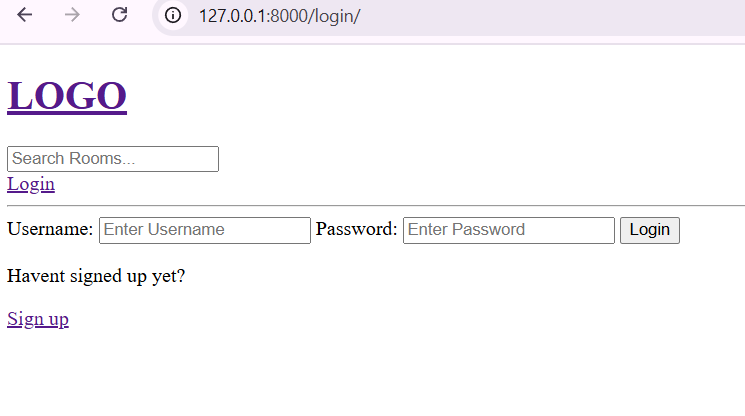 127.0.0.1:8000/login/
LOGO
Search Rooms...
Login
Username: Enter Username Password: Enter Password Login
Havent signed up yet?
Sign up